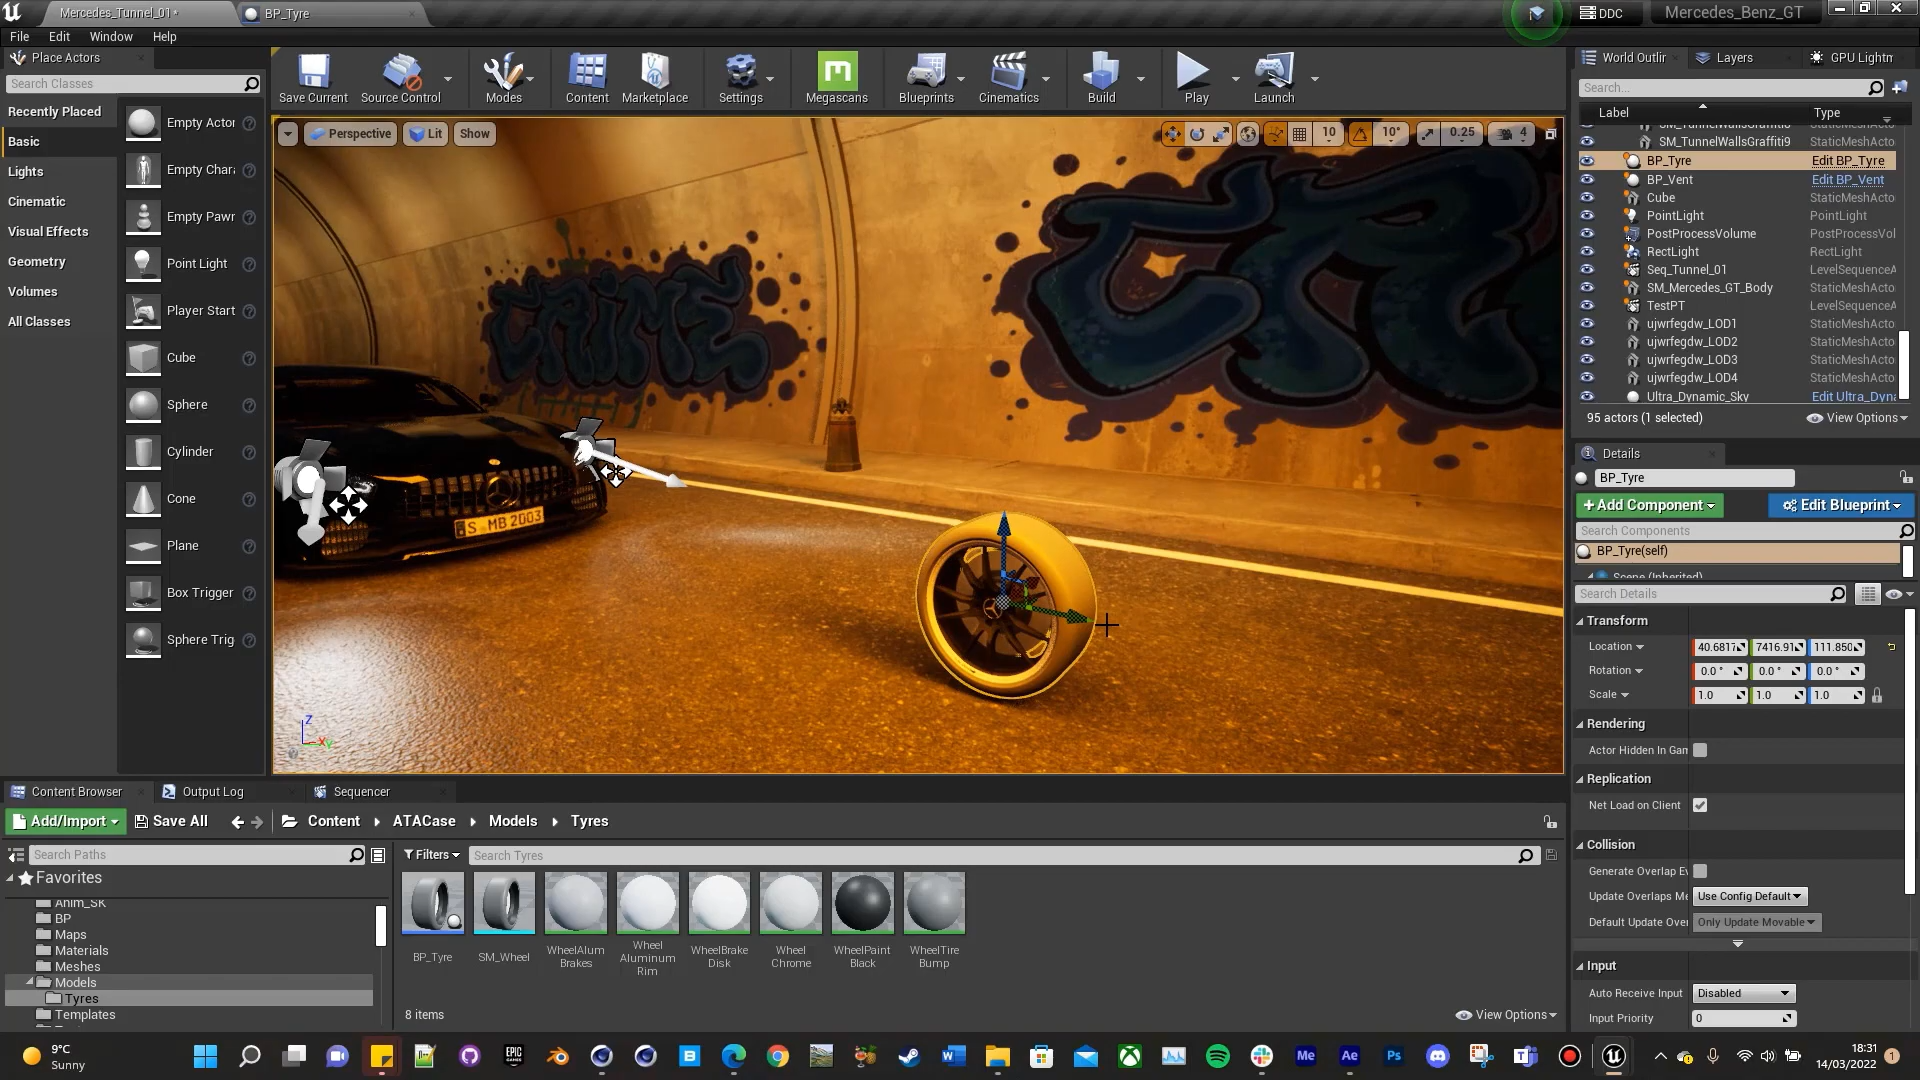 Mercedes_Tunnel_01*
BP_Tyre
DDC
Mercedes_Benz_GT
File
Edit
Window
Help
Place Actors
Search Classes
Recently Placed
Basic
Lights
Cinematic
Visual Effects
Geometry
Volumes
All Classes
Empty Actor
Empty Chara
Empty Pawn
Point Light
Player Start
Cube
Sphere
Cylinder
Cone
Plane
Box Trigger
Sphere Trig
Save Current
Source Control
Modes
Content
Marketplace
Settings
Megascans
Blueprints
Cinematics
Build
Play
Launch
Perspective
Lit
Show
10
10°
0.25
4
CRIME
S MB 2003
World Outlin
Layers
GPU Lightm
Search...
Label
Type
SM_TunnelWallsGraffiti9
StaticMeshActo
BP_Tyre
Edit BP_Tyre
BP_Vent
Edit BP_Vent
Cube
StaticMeshActo
PointLight
PointLight
PostProcessVolume
PostProcessVol
RectLight
RectLight
Seq_Tunnel_01
LevelSequenceA
SM_Mercedes_GT_Body
StaticMeshActo
TestPT
LevelSequenceA
ujwrfegdw_LOD1
StaticMeshActo
ujwrfegdw_LOD2
StaticMeshActo
ujwrfegdw_LOD3
StaticMeshActo
ujwrfegdw_LOD4
StaticMeshActo
Ultra_Dynamic_Sky
Edit Ultra_Dyna
95 actors (1 selected)
View Options
Details
BP_Tyre
+Add Component
Edit Blueprint
Search Components
BP_Tyre(self)
Scene (Inherited)
Search Details
Transform
Location
40.6817
7416.91
111.850
Rotation
0.0 °
0.0 °
0.0 °
Scale
1.0
1.0
1.0
Rendering
Actor Hidden In Gam
Replication
Net Load on Client
Collision
Generate Overlap Ev
Update Overlaps Me
Use Config Default
Default Update Over
Only Update Movable
Input
Auto Receive Input
Disabled
Input Priority
0
Content Browser
Output Log
Sequencer
Add/Import
Save All
Content
ATACase
Models
Tyres
Search Paths
Filters
Search Tyres
Favorites
Anim_SK
BP
Maps
Materials
Meshes
Models
Tyres
Templates
BP_Tyre
SM_Wheel
WheelAlum
Brakes
Wheel
Aluminum
Rim
WheelBrake
Disk
Wheel
Chrome
WheelPaint
Black
WheelTire
Bump
8 items
View Options
9°C
Sunny
EPIC
GAMES
Me
Ae
Ps
18:31
14/03/2022
1